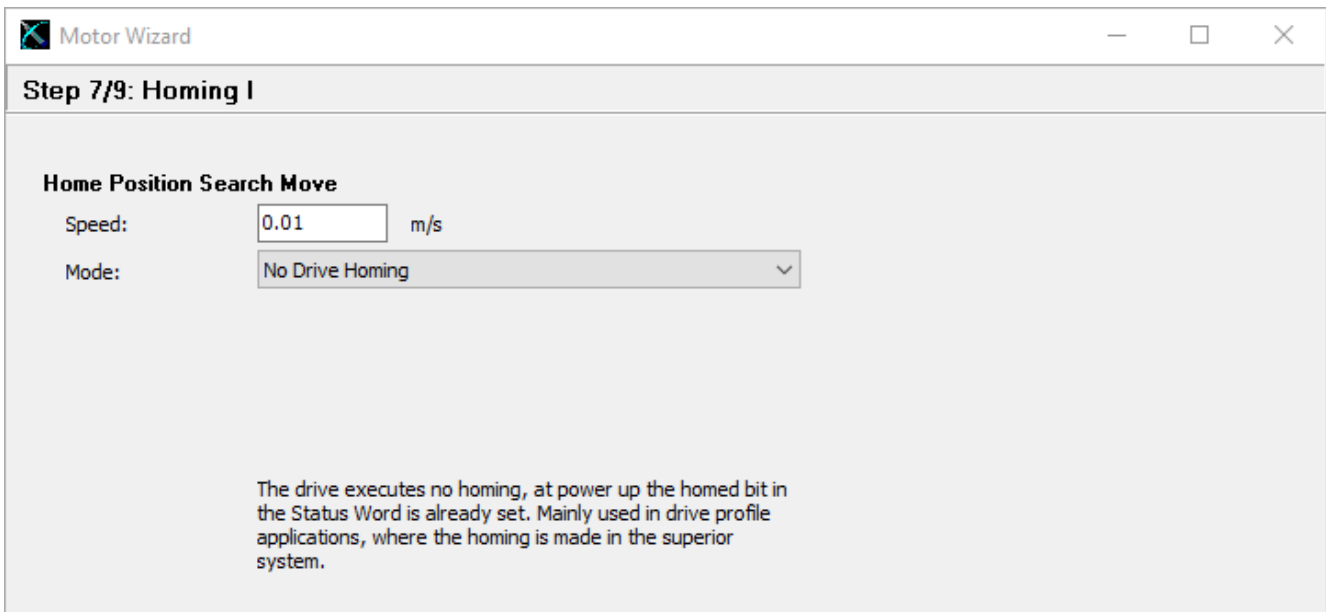 Motor Wizard
Step 7/9: Homing I
Home Position Search Move
Speed: 0.01 m/s
Mode: No Drive Homing
The drive executes no homing, at power up the homed bit in
the Status Word is already set. Mainly used in drive profile
applications, where the homing is made in the superior
system.